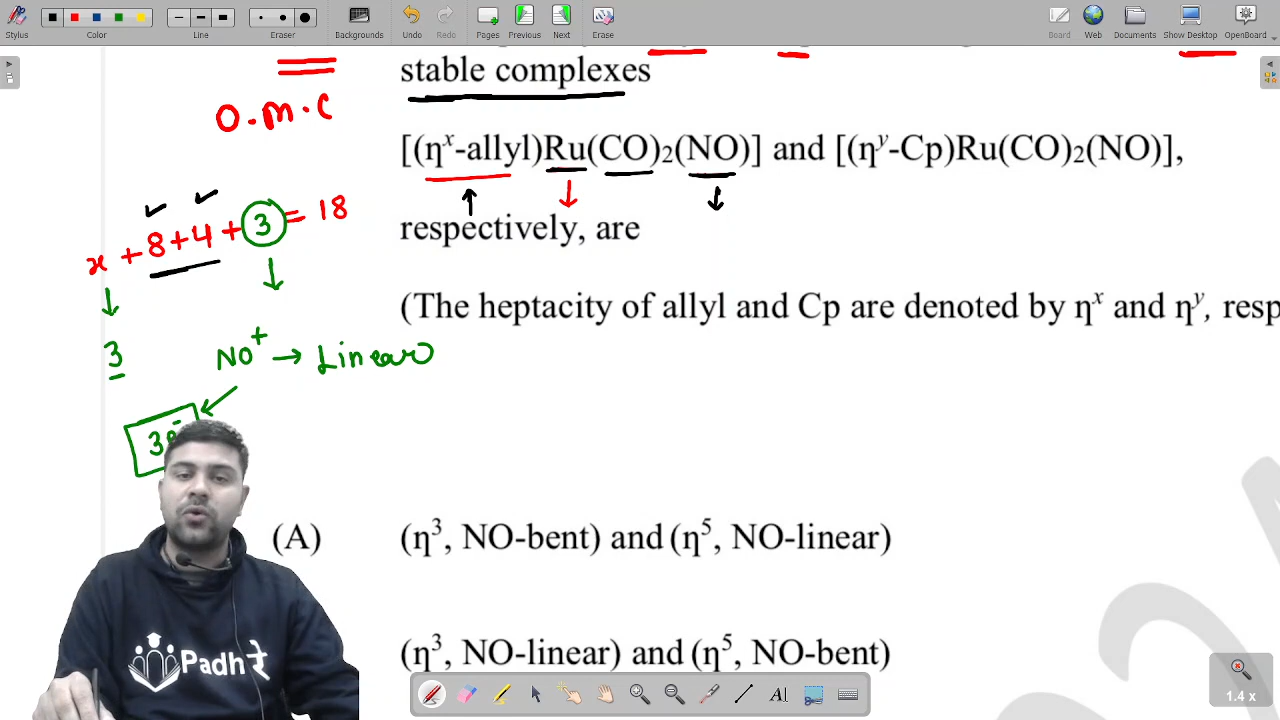 Stylus Color Line Eraser Backgrounds Undo Redo Pages Previous Next Erase Board Web Documents Show Desktop OpenBoard
stable complexes
O.M.C
[(ηˣ-allyl)Ru(CO)₂(NO)] and [(ηʸ-Cp)Ru(CO)₂(NO)],
x + 8 + 4 + 3 = 18
respectively, are
(The heptacity of allyl and Cp are denoted by ηˣ and ηʸ, resp
3
NO⁺ → Linear
3e⁻
(A) (η³, NO-bent) and (η⁵, NO-linear)
(η³, NO-linear) and (η⁵, NO-bent)
Padhरे
1.4 x